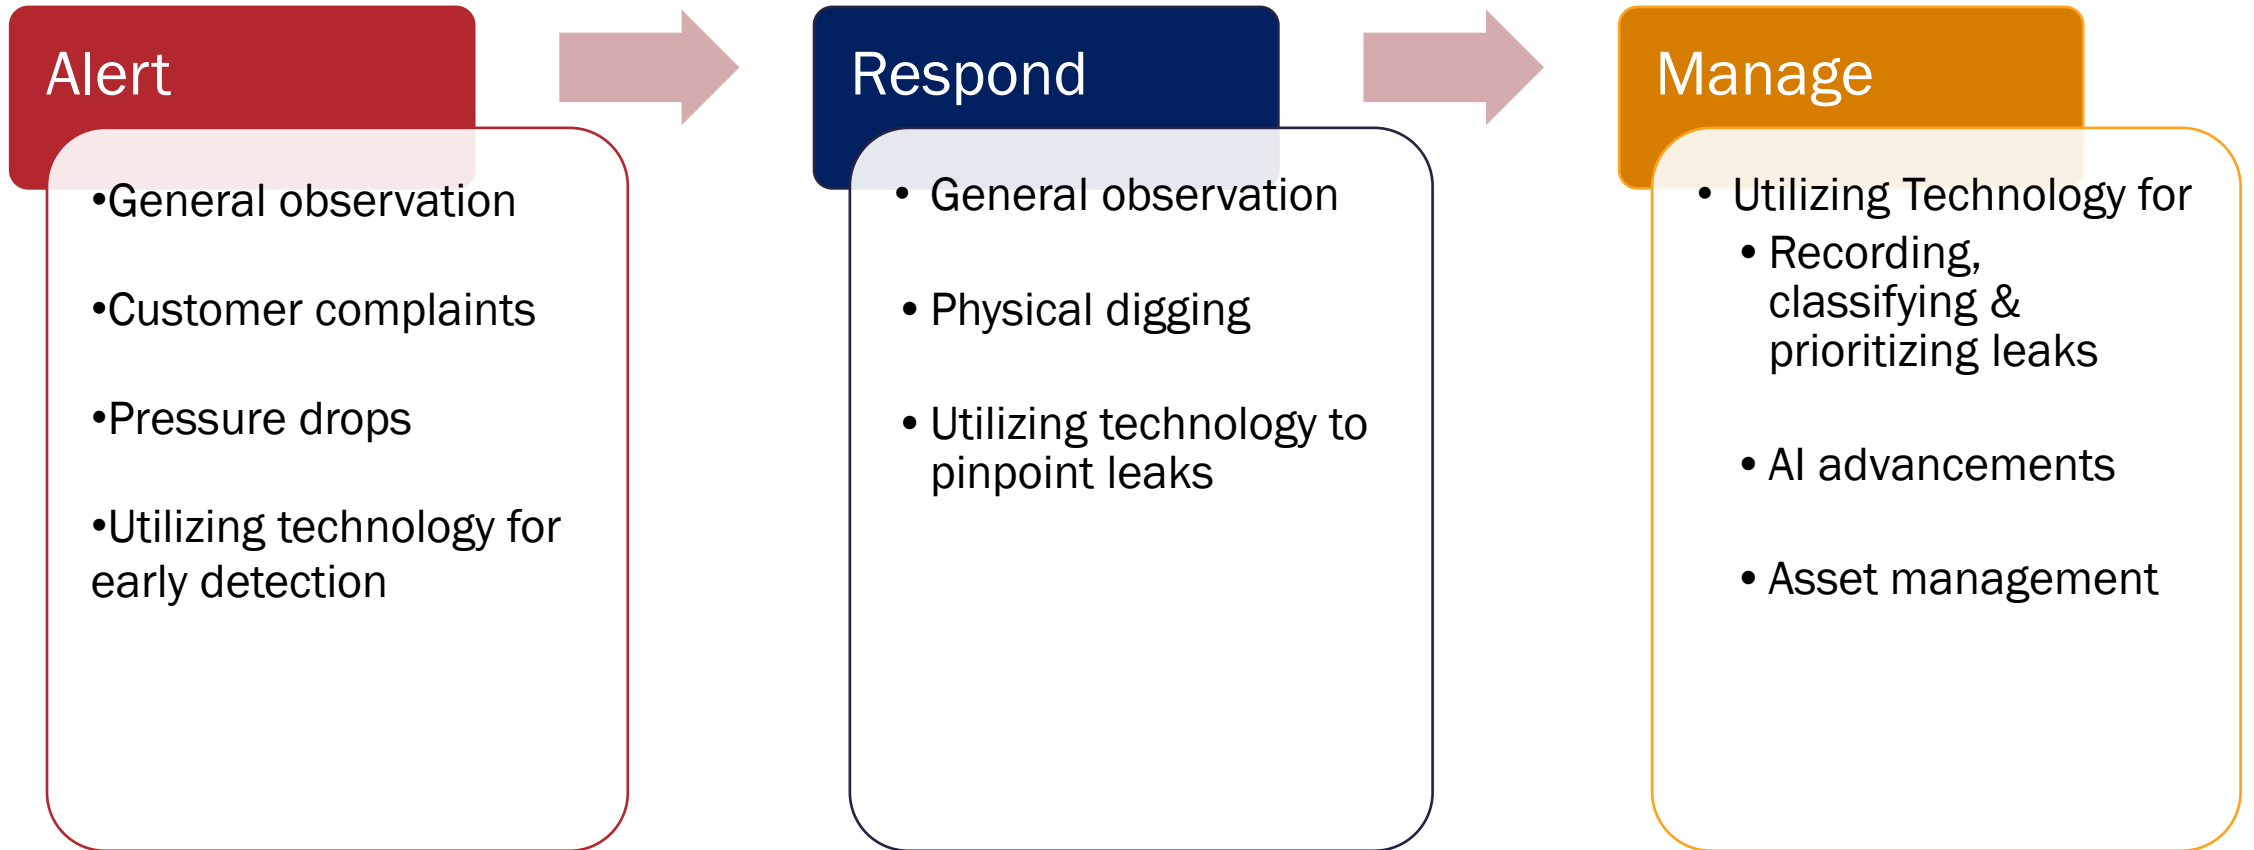 Alert
•General observation
•Customer complaints
•Pressure drops
•Utilizing technology for
early detection
Respond
• General observation
• Physical digging
• Utilizing technology to
pinpoint leaks
Manage
• Utilizing Technology for
• Recording,
classifying &
prioritizing leaks
• AI advancements
• Asset management